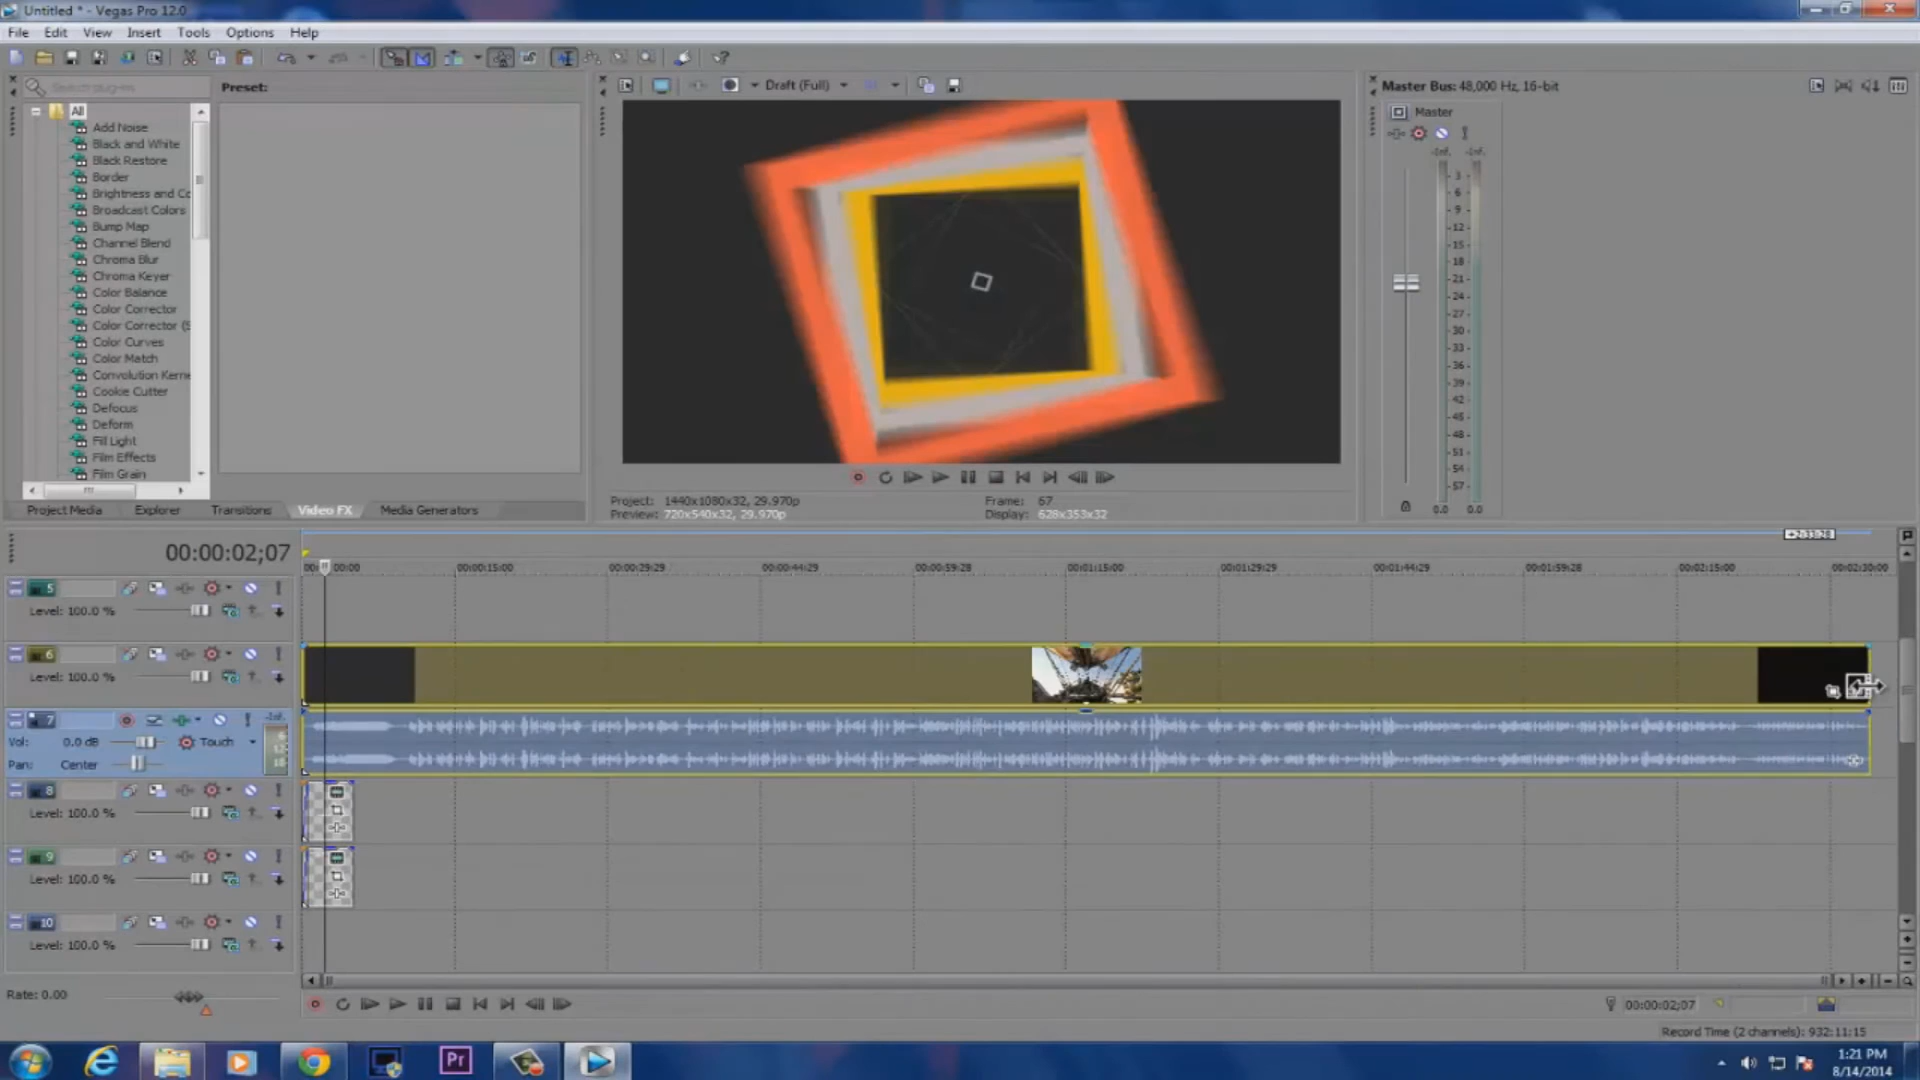 Untitled * - Vegas Pro 12.0
File Edit View Insert Tools Options Help
Search plug-ins
Preset:
Draft (Full)
Master Bus: 48,000 Hz, 16-bit
All
Add Noise
Black and White
Black Restore
Border
Brightness and Co
Broadcast Colors
Bump Map
Channel Blend
Chroma Blur
Chroma Keyer
Color Balance
Color Corrector
Color Corrector (S
Color Curves
Color Match
Convolution Kerne
Cookie Cutter
Defocus
Deform
Fill Light
Film Effects
Film Grain
Master
-Inf. -Inf.
3
6
9
12
15
18
21
24
27
30
33
36
39
42
45
48
51
54
57
0.0 0.0
Project Media Explorer Transitions Video FX Media Generators
Project: 1440x1080x32, 29.970p
Preview: 720x540x32, 29.970p
Frame: 67
Display: 628x353x32
+2:33:28
00:00:02;07
00:00:15:00 00:00:29:29 00:00:44:29 00:00:59:28 00:01:15:00 00:01:29:29 00:01:44:29 00:01:59:28 00:02:15:00 00:02:30:00
5
Level: 100.0 %
6
Level: 100.0 %
7
-Inf.
Vol: 0.0 dB Touch
Pan: Center
8
Level: 100.0 %
9
Level: 100.0 %
10
Level: 100.0 %
Rate: 0.00
00:00:02;07
Record Time (2 channels): 932:11:15
Pr
1:21 PM
8/14/2014